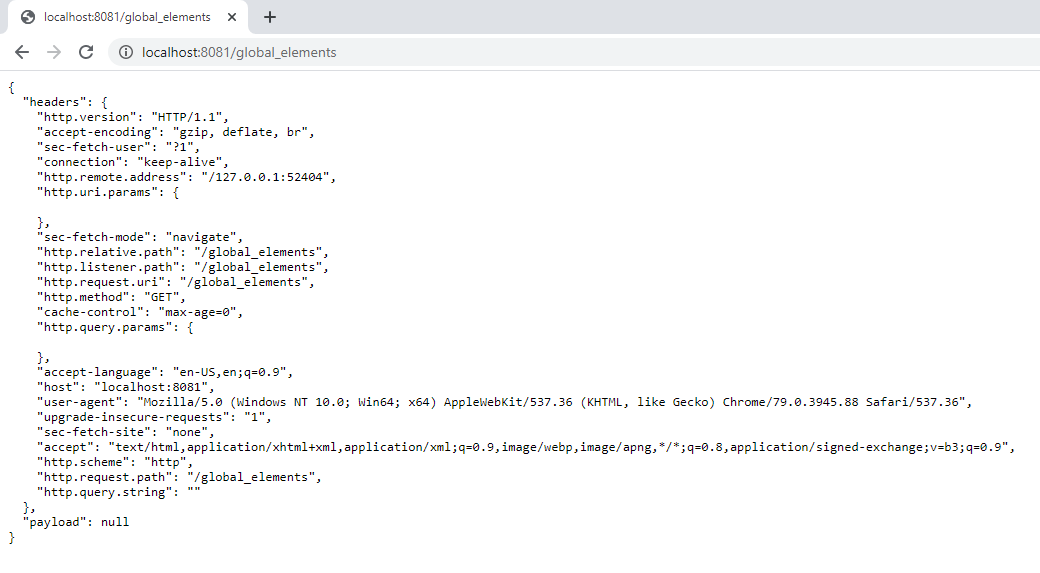 localhost:8081/global_elements
localhost:8081/global_elements
{
  "headers": {
    "http.version": "HTTP/1.1",
    "accept-encoding": "gzip, deflate, br",
    "sec-fetch-user": "?1",
    "connection": "keep-alive",
    "http.remote.address": "/127.0.0.1:52404",
    "http.uri.params": {
    },
    "sec-fetch-mode": "navigate",
    "http.relative.path": "/global_elements",
    "http.listener.path": "/global_elements",
    "http.request.uri": "/global_elements",
    "http.method": "GET",
    "cache-control": "max-age=0",
    "http.query.params": {
    },
    "accept-language": "en-US,en;q=0.9",
    "host": "localhost:8081",
    "user-agent": "Mozilla/5.0 (Windows NT 10.0; Win64; x64) AppleWebKit/537.36 (KHTML, like Gecko) Chrome/79.0.3945.88 Safari/537.36",
    "upgrade-insecure-requests": "1",
    "sec-fetch-site": "none",
    "accept": "text/html,application/xhtml+xml,application/xml;q=0.9,image/webp,image/apng,*/*;q=0.8,application/signed-exchange;v=b3;q=0.9",
    "http.scheme": "http",
    "http.request.path": "/global_elements",
    "http.query.string": ""
  },
  "payload": null
}